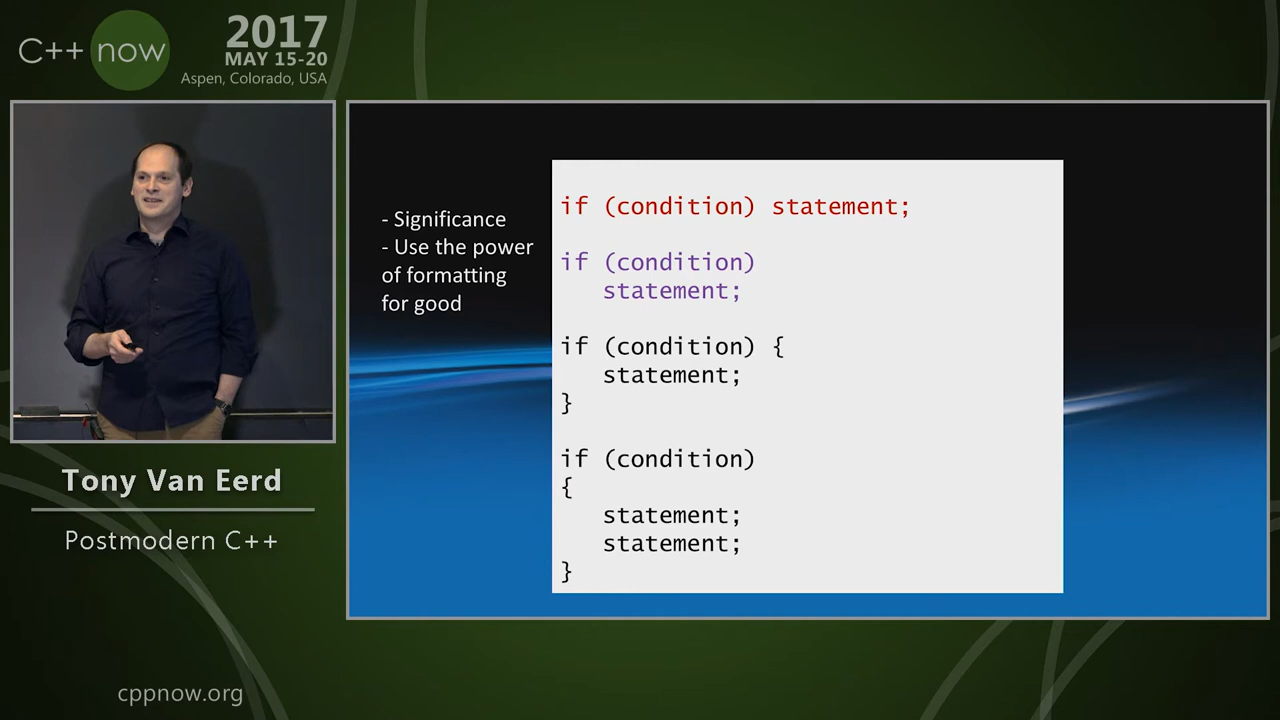 C++ now
2017
MAY 15-20
Aspen, Colorado, USA
- Significance
- Use the power
of formatting
for good
if (condition) statement;
if (condition)
   statement;
if (condition) {
   statement;
}
if (condition)
{
   statement;
   statement;
}
Tony Van Eerd
Postmodern C++
cppnow.org